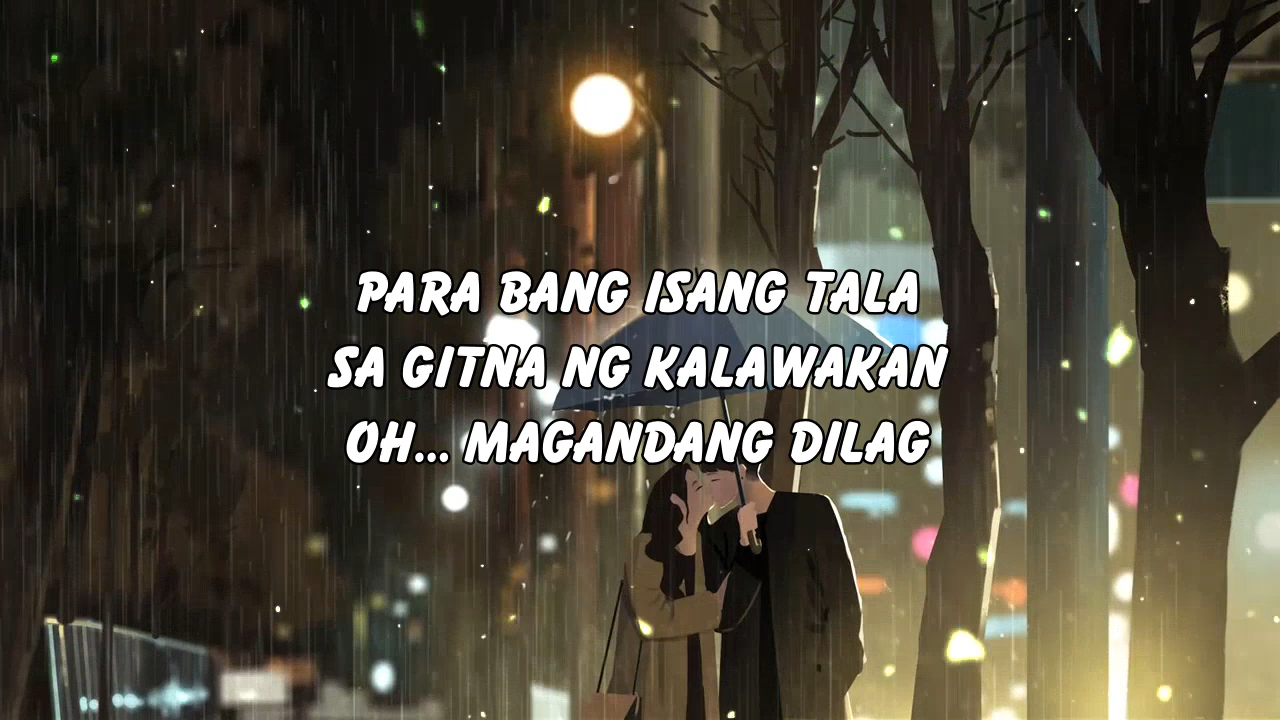 PARA BANG ISANG TALA
SA GITNA NG KALAWAKAN
OH... MAGANDANG DILAG